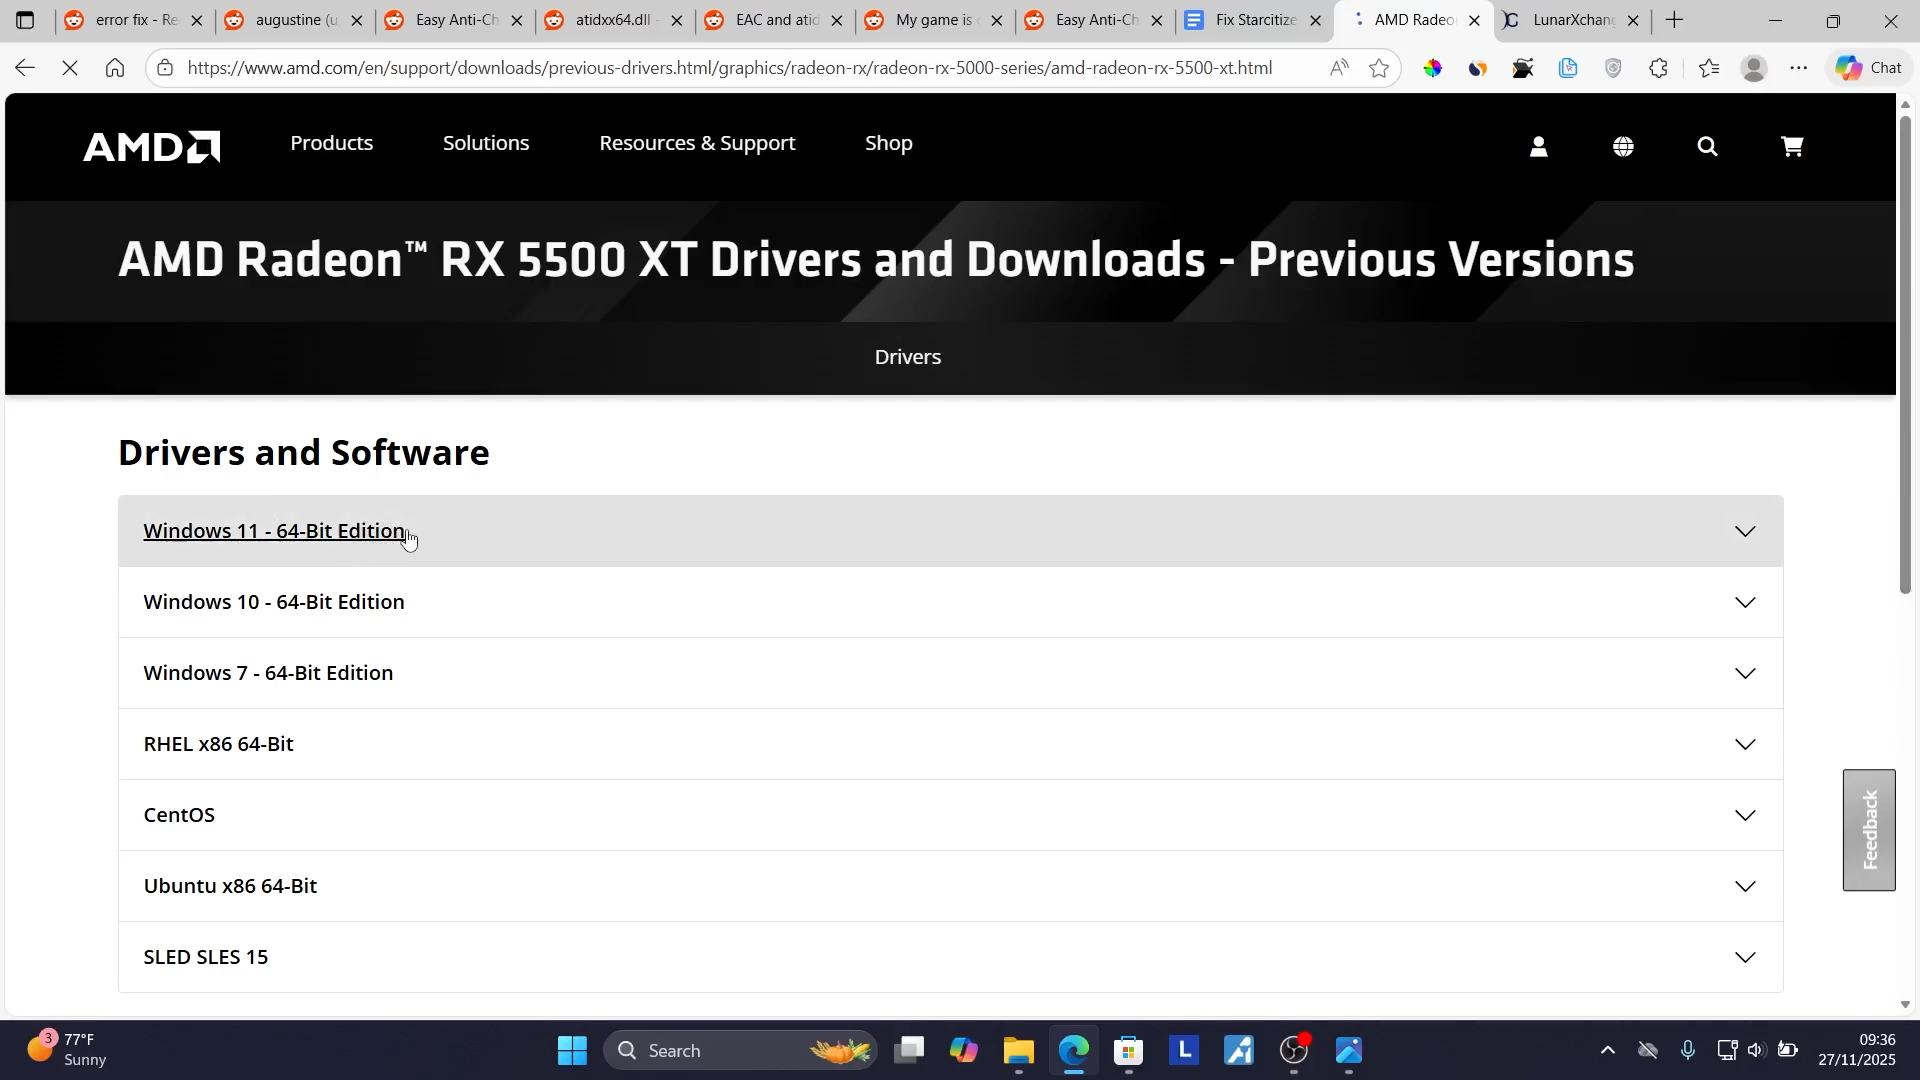 error fix - Re
augustine (u
Easy Anti-Ch
atidxx64.dll -
EAC and atid
My game is c
Easy Anti-Ch
Fix Starcitize
AMD Radeo
LunarXchang
https://www.amd.com/en/support/downloads/previous-drivers.html/graphics/radeon-rx/radeon-rx-5000-series/amd-radeon-rx-5500-xt.html
Chat
AMD
Products
Solutions
Resources & Support
Shop
AMD Radeon™ RX 5500 XT Drivers and Downloads - Previous Versions
Drivers
Drivers and Software
Windows 11 - 64-Bit Edition
Windows 10 - 64-Bit Edition
Windows 7 - 64-Bit Edition
RHEL x86 64-Bit
CentOS
Ubuntu x86 64-Bit
SLED SLES 15
Feedback
3
77°F
Sunny
Search
L
09:36
27/11/2025